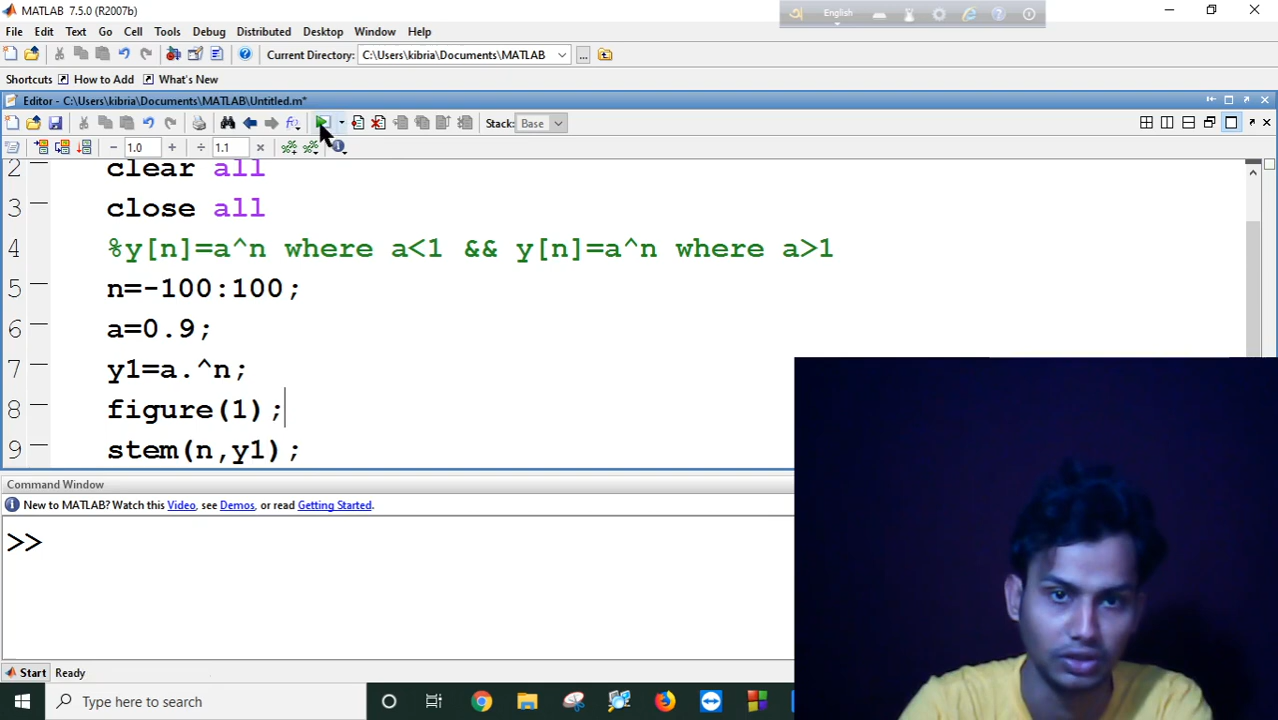 MATLAB 7.5.0 (R2007b)
English
File Edit Text Go Cell Tools Debug Distributed Desktop Window Help
Current Directory: C:\Users\kibria\Documents\MATLAB ...
Shortcuts How to Add What's New
Editor - C:\Users\kibria\Documents\MATLAB\Untitled.m*
Stack: Base
- 1.0 + ÷ 1.1 ×
2 — clear all
3 — close all
4 %y[n]=a^n where a<1 && y[n]=a^n where a>1
5 — n=-100:100;
6 — a=0.9;
7 — y1=a.^n;
8 — figure(1);
9 — stem(n,y1);
Command Window
New to MATLAB? Watch this Video, see Demos, or read Getting Started.
>>
Start Ready
Type here to search